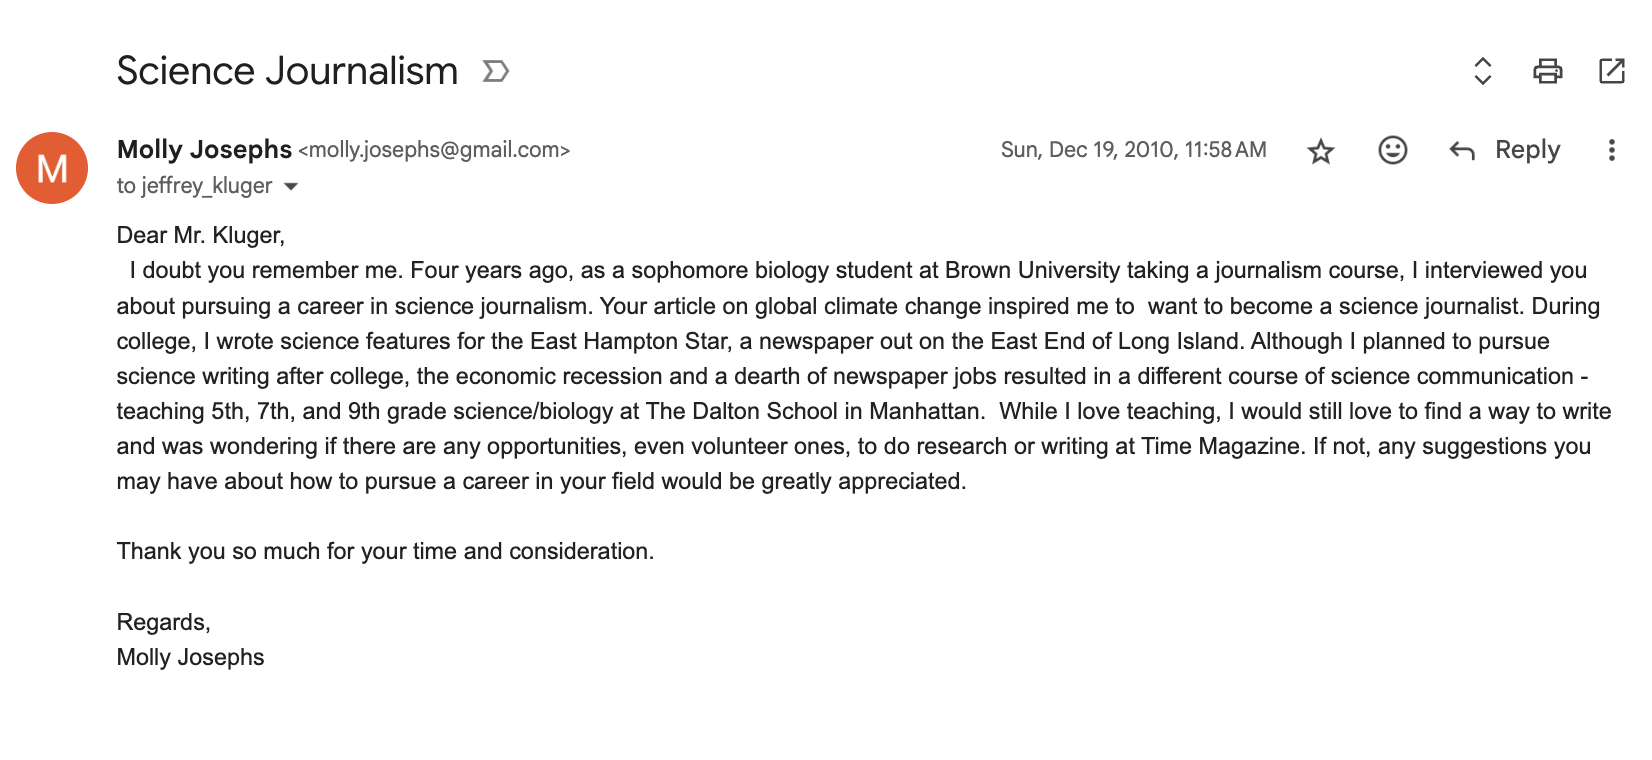 Science Journalism
Molly Josephs <molly.josephs@gmail.com>
Sun, Dec 19, 2010, 11:58 AM
Reply
M
to jeffrey_kluger
Dear Mr. Kluger,
I doubt you remember me. Four years ago, as a sophomore biology student at Brown University taking a journalism course, I interviewed you
about pursuing a career in science journalism. Your article on global climate change inspired me to  want to become a science journalist. During
college, I wrote science features for the East Hampton Star, a newspaper out on the East End of Long Island. Although I planned to pursue
science writing after college, the economic recession and a dearth of newspaper jobs resulted in a different course of science communication -
teaching 5th, 7th, and 9th grade science/biology at The Dalton School in Manhattan.  While I love teaching, I would still love to find a way to write
and was wondering if there are any opportunities, even volunteer ones, to do research or writing at Time Magazine. If not, any suggestions you
may have about how to pursue a career in your field would be greatly appreciated.
Thank you so much for your time and consideration.
Regards,
Molly Josephs